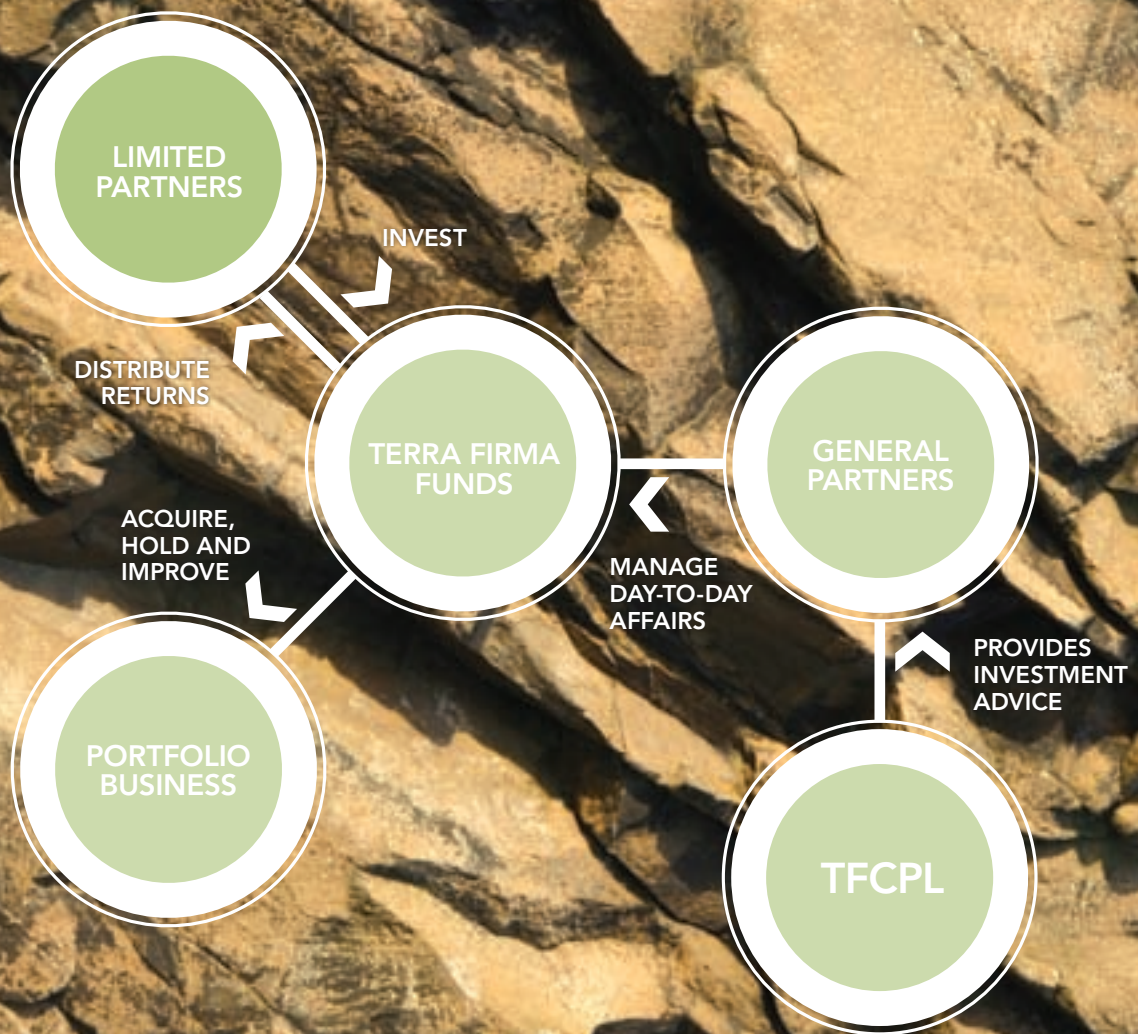 LIMITED
PARTNERS
INVEST
DISTRIBUTE
RETURNS
TERRA FIRMA
FUNDS
GENERAL
PARTNERS
ACQUIRE,
HOLD AND
IMPROVE
MANAGE
DAY-TO-DAY
AFFAIRS
PROVIDES
INVESTMENT
ADVICE
PORTFOLIO
BUSINESS
TFCPL